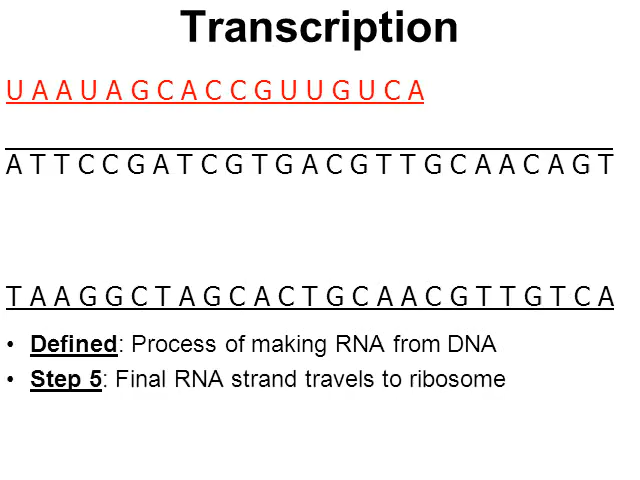 Transcription
U A A U A G C A C C G U U G U C A
A T T C C G A T C G T G A C G T T G C A A C A G T
T A A G G C T A G C A C T G C A A C G T T G T C A
• Defined: Process of making RNA from DNA
• Step 5: Final RNA strand travels to ribosome